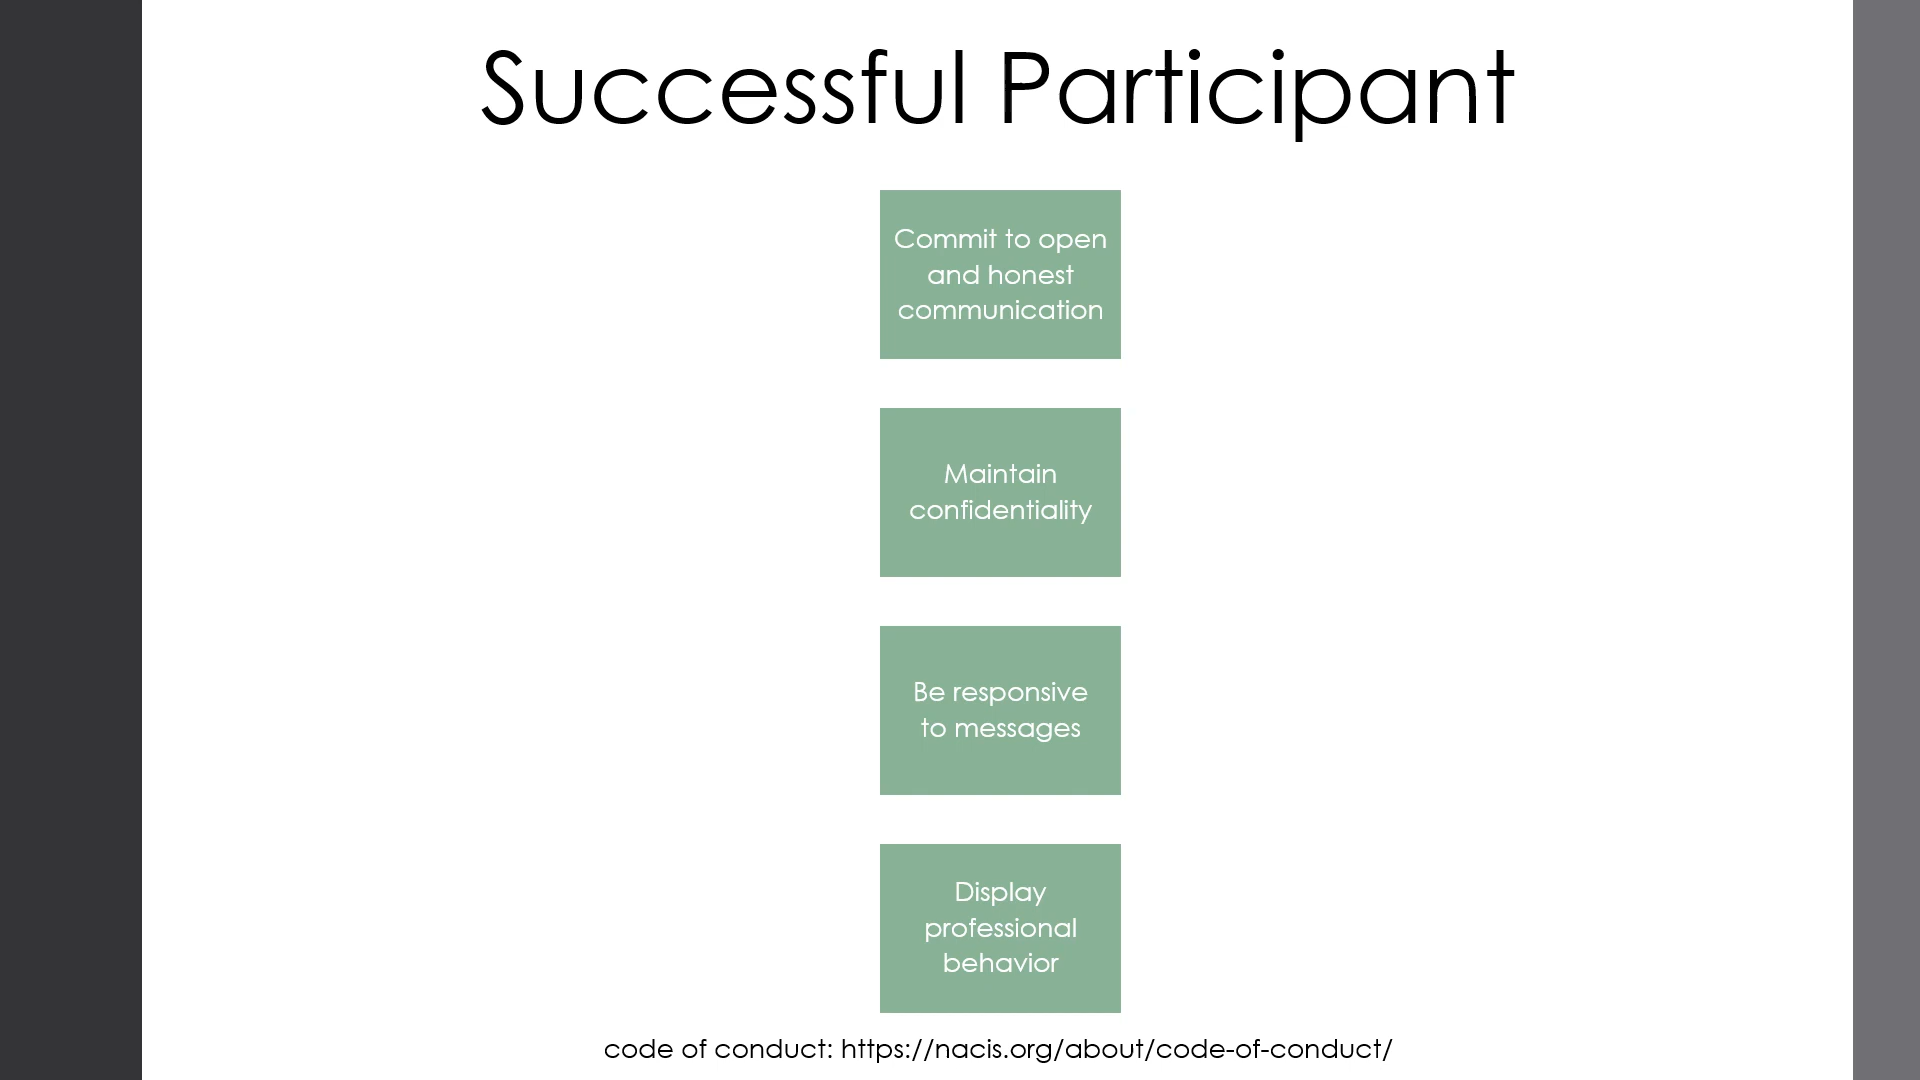 Successful Participant
Commit to open
and honest
communication
Maintain
confidentiality
Be responsive
to messages
Display
professional
behavior
code of conduct: https://nacis.org/about/code-of-conduct/